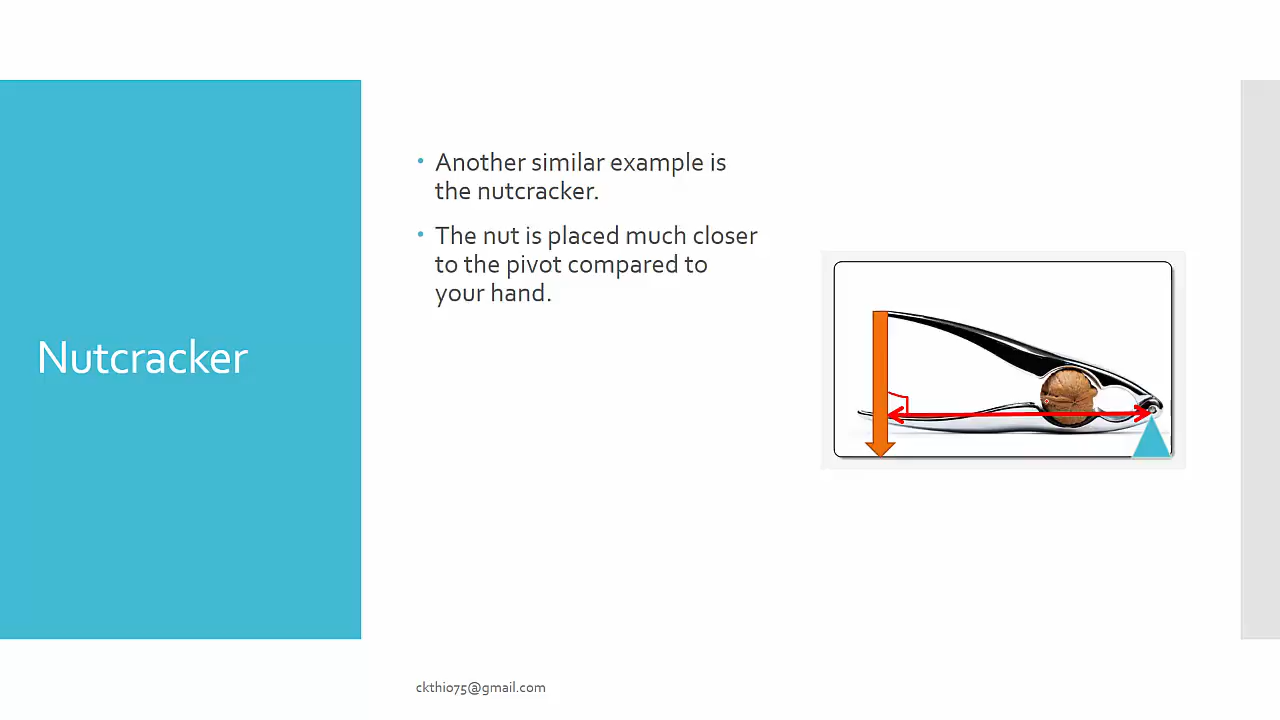 Nutcracker
• Another similar example is
the nutcracker.
• The nut is placed much closer
to the pivot compared to
your hand.
ckthio75@gmail.com